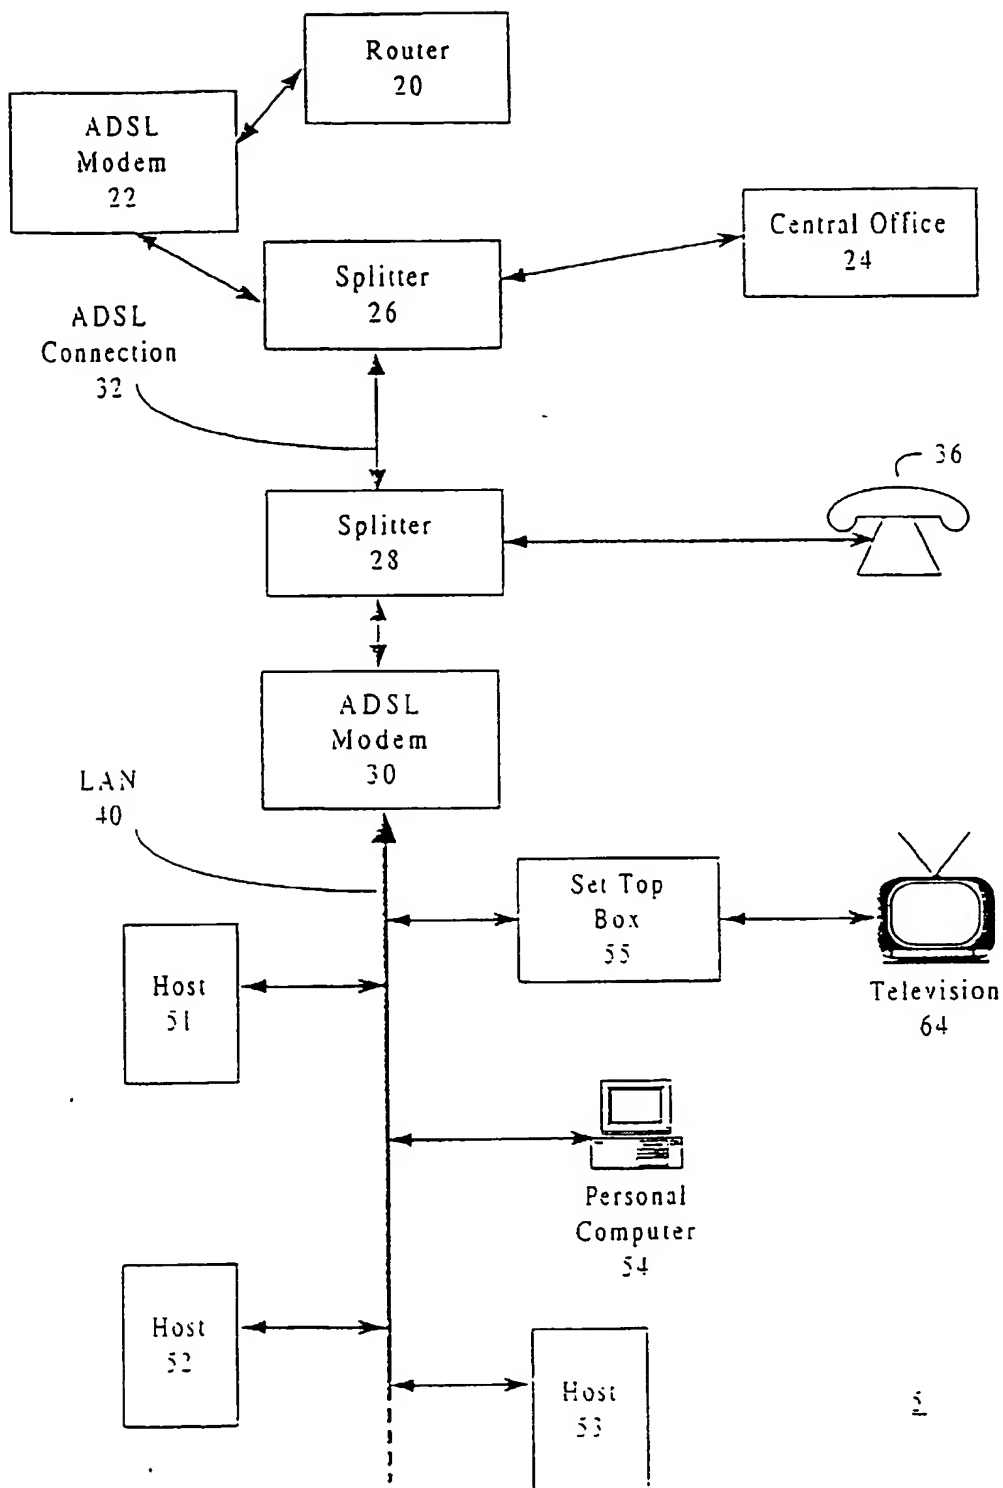 Router
20
ADSL
Modem
22
Central Office
24
Splitter
26
ADSL
Connection
32
36
Splitter
28
ADSL
Modem
30
LAN
40
Set Top
Box
55
Host
51
Television
64
Personal
Computer
54
Host
52
Host
53
5